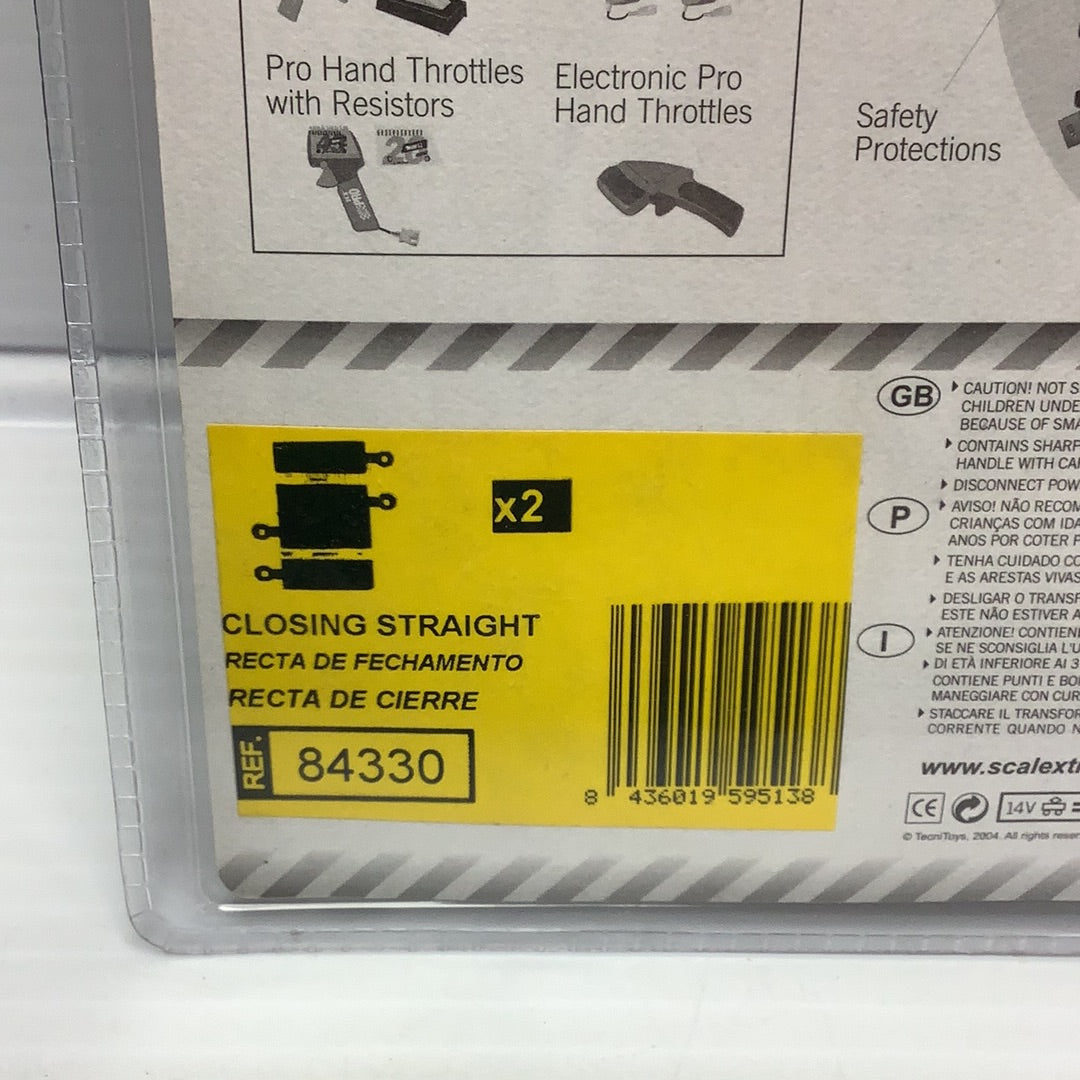 Pro Hand Throttles
with Resistors
Electronic Pro
Hand Throttles
Safety
Protections
x2
CLOSING STRAIGHT
RECTA DE FECHAMENTO
RECTA DE CIERRE
REF.
84330
8 436019 595138
GB
CAUTION! NOT S
CHILDREN UNDE
BECAUSE OF SMA
CONTAINS SHARP
HANDLE WITH CAR
DISCONNECT POW
P
AVISO! NÃO RECOM
CRIANÇAS COM IDA
ANOS POR COTER P
TENHA CUIDADO CO
E AS ARESTAS VIVAS
DESLIGAR O TRANSF
ESTE NÃO ESTIVER A
I
ATENZIONE! CONTIENE
SE NE SCONSIGLIA L'U
DI ETÀ INFERIORE AI 3
CONTIENE PUNTI E BO
MANEGGIARE CON CUR
STACCARE IL TRANSFOR
CORRENTE QUANDO N
www.scalextr
CE
14V
© TecniToys, 2004. All rights reser